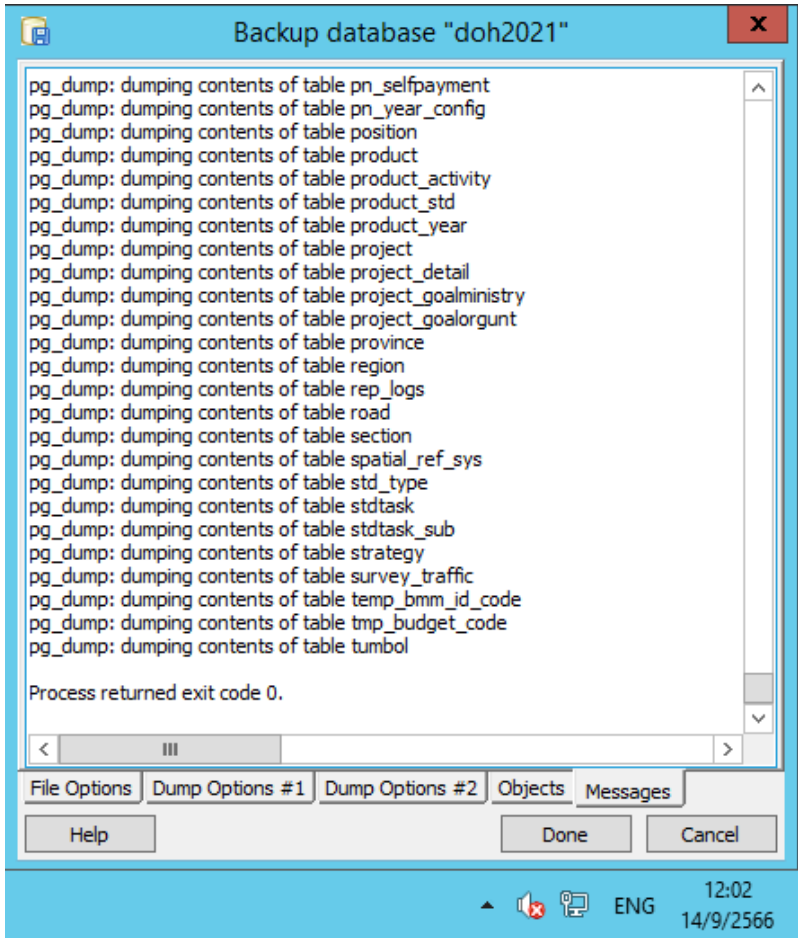 Backup database "doh2021"
x
pg_dump: dumping contents of table pn_selfpayment
pg_dump: dumping contents of table pn_year_config
pg_dump: dumping contents of table position
pg_dump: dumping contents of table product
pg_dump: dumping contents of table product_activity
pg_dump: dumping contents of table product_std
pg_dump: dumping contents of table product_year
pg_dump: dumping contents of table project
pg_dump: dumping contents of table project_detail
pg_dump: dumping contents of table project_goalministry
pg_dump: dumping contents of table project_goalorgunt
pg_dump: dumping contents of table province
pg_dump: dumping contents of table region
pg_dump: dumping contents of table rep_logs
pg_dump: dumping contents of table road
pg_dump: dumping contents of table section
pg_dump: dumping contents of table spatial_ref_sys
pg_dump: dumping contents of table std_type
pg_dump: dumping contents of table stdtask
pg_dump: dumping contents of table stdtask_sub
pg_dump: dumping contents of table strategy
pg_dump: dumping contents of table survey_traffic
pg_dump: dumping contents of table temp_bmm_id_code
pg_dump: dumping contents of table tmp_budget_code
pg_dump: dumping contents of table tumbol
Process returned exit code 0.
File Options Dump Options #1 Dump Options #2 Objects Messages
Help Done Cancel
ENG
12:02
14/9/2566